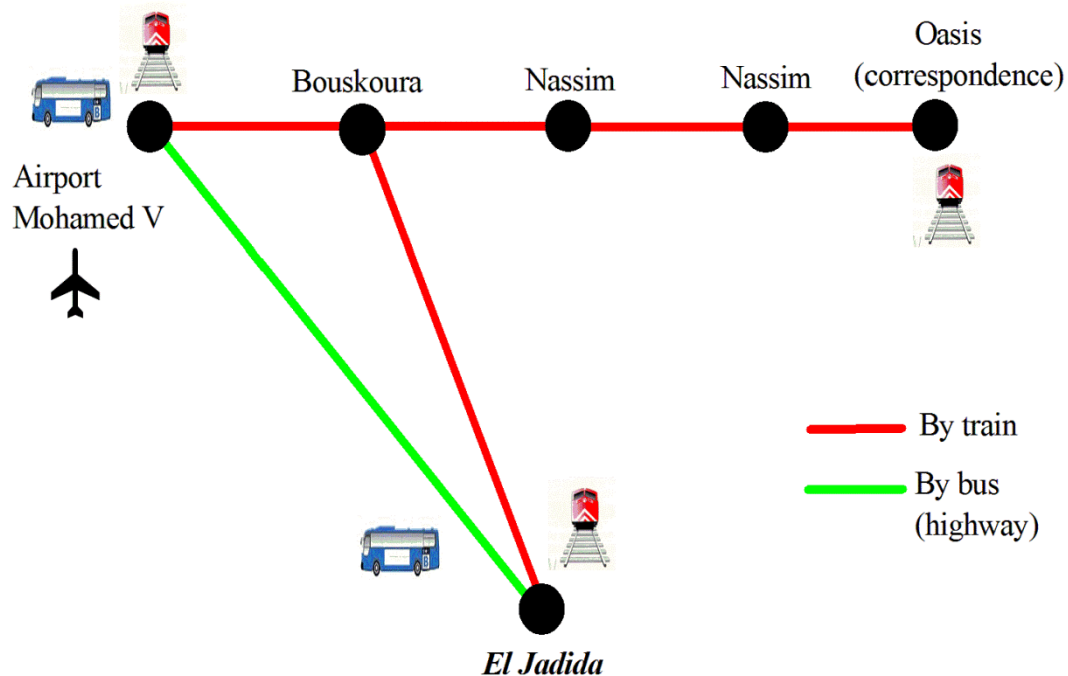 Oasis
(correspondence)
Bouskoura
Nassim
Nassim
Airport
Mohamed V
By train
By bus
(highway)
El Jadida